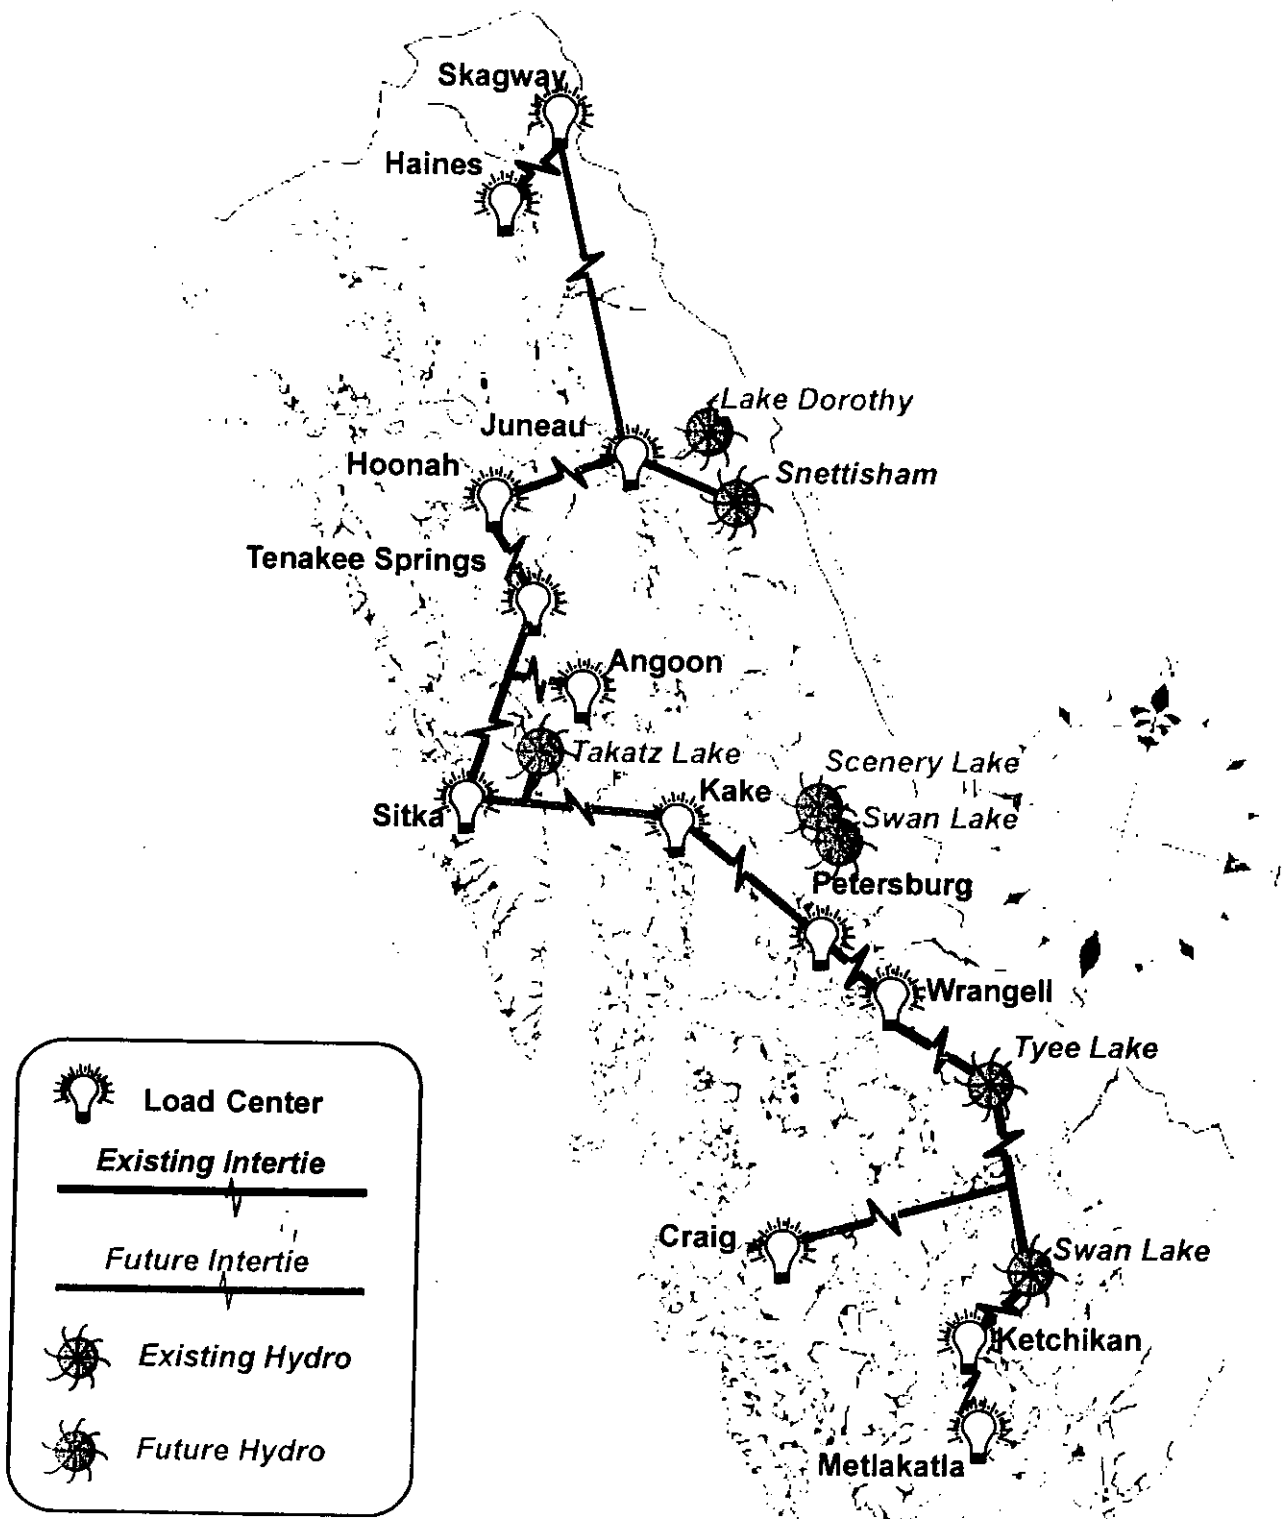 Skagway
Haines
Lake Dorothy
Juneau
Hoonah
Snettisham
Tenakee Springs
Angoon
Takatz Lake
Scenery Lake
Kake
Sitka
Swan Lake
Petersburg
Wrangell
Tyee Lake
Craig
Swan Lake
Ketchikan
Metlakatla
Load Center
Existing Intertie
Future Intertie
Existing Hydro
Future Hydro